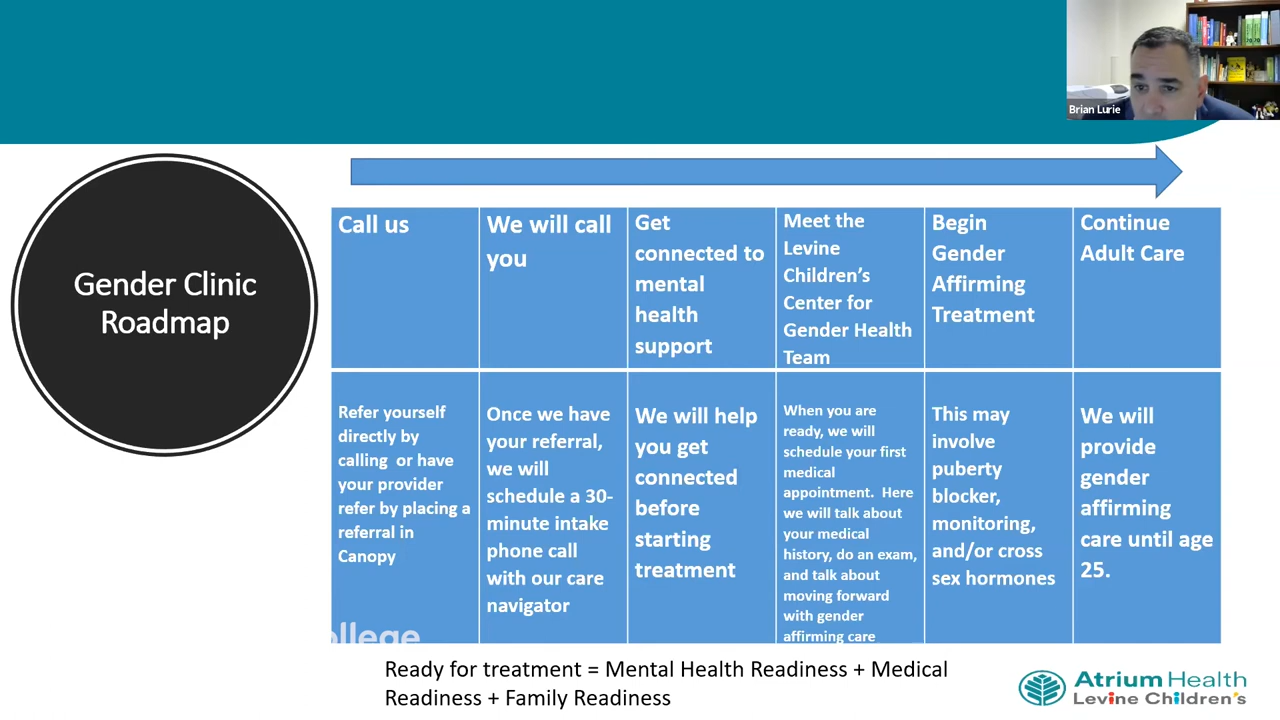 Brian Lurie
Gender Clinic
Roadmap
Call us
We will call
you
Get
connected to
mental
health
support
Meet the
Levine
Children's
Center for
Gender Health
Team
Begin
Gender
Affirming
Treatment
Continue
Adult Care
Refer yourself
directly by
calling or have
your provider
refer by placing a
referral in
Canopy
Once we have
your referral,
we will
schedule a 30-
minute intake
phone call
with our care
navigator
We will help
you get
connected
before
starting
treatment
When you are
ready, we will
schedule your first
medical
appointment. Here
we will talk about
your medical
history, do an exam,
and talk about
moving forward
with gender
affirming care
This may
involve
puberty
blocker,
monitoring,
and/or cross
sex hormones
We will
provide
gender
affirming
care until age
25.
ollege
Ready for treatment = Mental Health Readiness + Medical
Readiness + Family Readiness
Atrium Health
Levine Children's